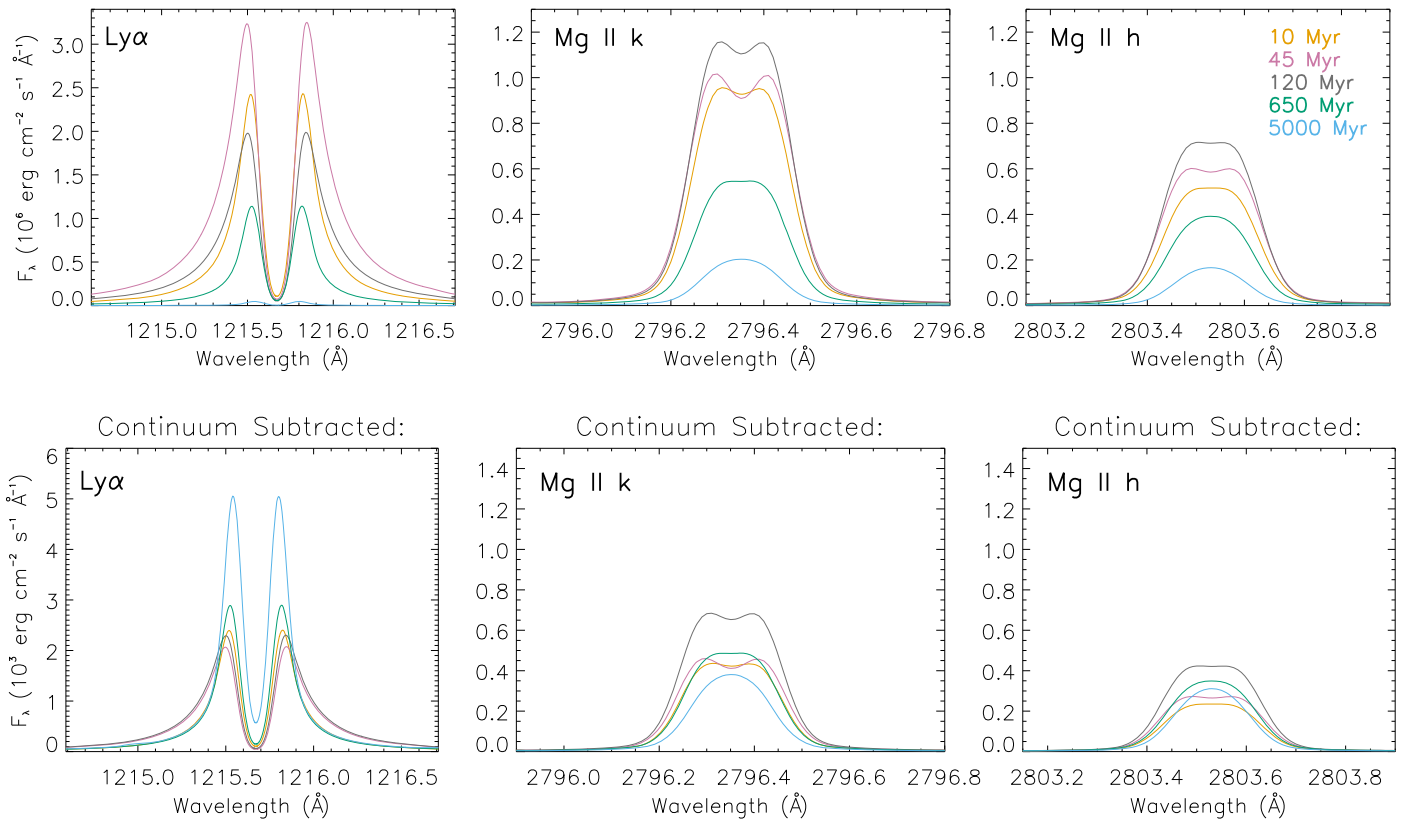 Lyα
F_λ (10⁶ erg cm⁻² s⁻¹ Å⁻¹)
3.0
2.5
2.0
1.5
1.0
0.5
0.0
1215.0 1215.5 1216.0 1216.5
Wavelength (Å)
Mg II k
1.2
1.0
0.8
0.6
0.4
0.2
0.0
2796.0 2796.2 2796.4 2796.6 2796.8
Wavelength (Å)
Mg II h
10 Myr
45 Myr
120 Myr
650 Myr
5000 Myr
1.2
1.0
0.8
0.6
0.4
0.2
0.0
2803.2 2803.4 2803.6 2803.8
Wavelength (Å)
Continuum Subtracted:
Lyα
F_λ (10³ erg cm⁻² s⁻¹ Å⁻¹)
6
5
4
3
2
1
0
1215.0 1215.5 1216.0 1216.5
Wavelength (Å)
Continuum Subtracted:
Mg II k
1.4
1.2
1.0
0.8
0.6
0.4
0.2
0.0
2796.0 2796.2 2796.4 2796.6 2796.8
Wavelength (Å)
Continuum Subtracted:
Mg II h
1.4
1.2
1.0
0.8
0.6
0.4
0.2
0.0
2803.2 2803.4 2803.6 2803.8
Wavelength (Å)